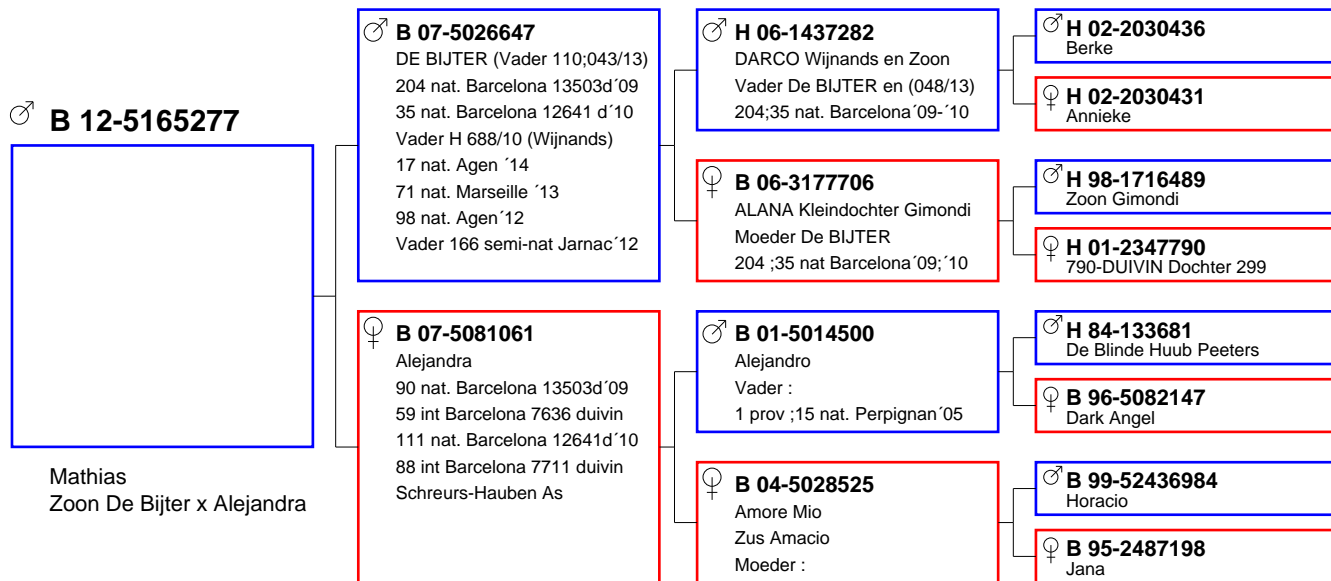 B 12-5165277
Mathias
Zoon De Bijter x Alejandra
B 07-5026647
DE BIJTER (Vader 110;043/13)
204 nat. Barcelona 13503d´09
35 nat. Barcelona 12641 d´10
Vader H 688/10 (Wijnands)
17 nat. Agen ´14
71 nat. Marseille ´13
98 nat. Agen´12
Vader 166 semi-nat Jarnac´12
B 07-5081061
Alejandra
90 nat. Barcelona 13503d´09
59 int Barcelona 7636 duivin
111 nat. Barcelona 12641d´10
88 int Barcelona 7711 duivin
Schreurs-Hauben As
H 06-1437282
DARCO Wijnands en Zoon
Vader De BIJTER en (048/13)
204;35 nat. Barcelona´09-´10
B 06-3177706
ALANA Kleindochter Gimondi
Moeder De BIJTER
204 ;35 nat Barcelona´09;´10
B 01-5014500
Alejandro
Vader :
1 prov ;15 nat. Perpignan´05
B 04-5028525
Amore Mio
Zus Amacio
Moeder :
H 02-2030436
Berke
H 02-2030431
Annieke
H 98-1716489
Zoon Gimondi
H 01-2347790
790-DUIVIN Dochter 299
H 84-133681
De Blinde Huub Peeters
B 96-5082147
Dark Angel
B 99-52436984
Horacio
B 95-2487198
Jana